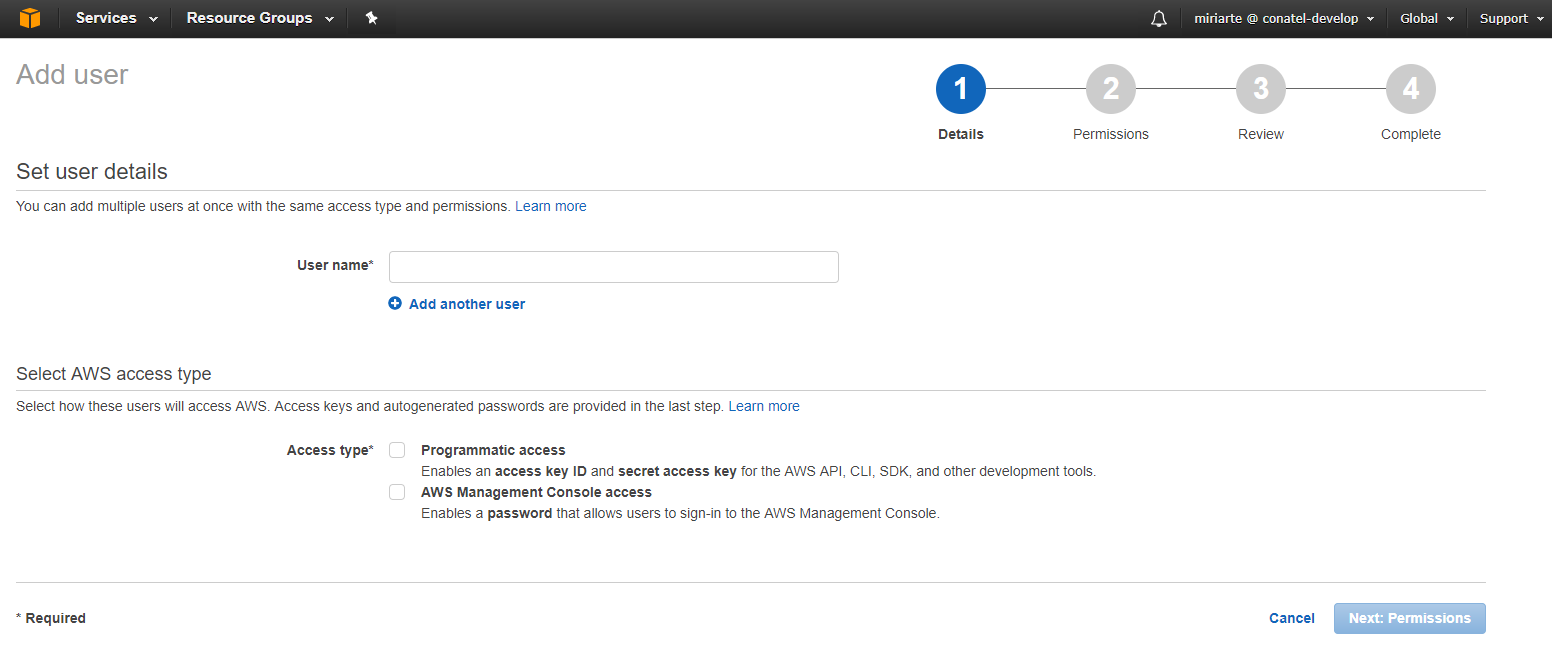 Services Resource Groups miriarte @ conatel-develop Global Support
Add user
1 2 3 4
Details Permissions Review Complete
Set user details
You can add multiple users at once with the same access type and permissions. Learn more
User name*
Add another user
Select AWS access type
Select how these users will access AWS. Access keys and autogenerated passwords are provided in the last step. Learn more
Access type* Programmatic access
Enables an access key ID and secret access key for the AWS API, CLI, SDK, and other development tools.
AWS Management Console access
Enables a password that allows users to sign-in to the AWS Management Console.
* Required Cancel Next: Permissions